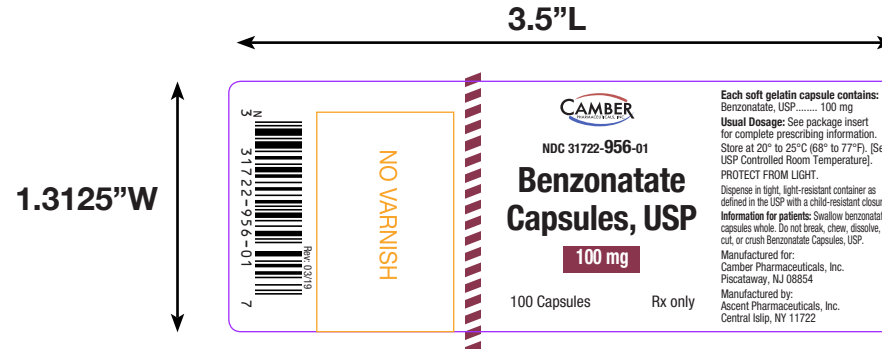 3.5”L
1.3125”W
N
3 31722-956-01 7
Rev: 03/19
NO VARNISH
CAMBER
PHARMACEUTICALS, INC.
NDC 31722-956-01
Benzonatate
Capsules, USP
100 mg
100 Capsules Rx only
Each soft gelatin capsule contains:
Benzonatate, USP........ 100 mg
Usual Dosage: See package insert
for complete prescribing information.
Store at 20° to 25°C (68° to 77°F). [Se
USP Controlled Room Temperature].
PROTECT FROM LIGHT.
Dispense in tight, light-resistant container as
defined in the USP with a child-resistant closur
Information for patients: Swallow benzonatat
capsules whole. Do not break, chew, dissolve,
cut, or crush Benzonatate Capsules, USP.
Manufactured for:
Camber Pharmaceuticals, Inc.
Piscataway, NJ 08854
Manufactured by:
Ascent Pharmaceuticals, Inc.
Central Islip, NY 11722